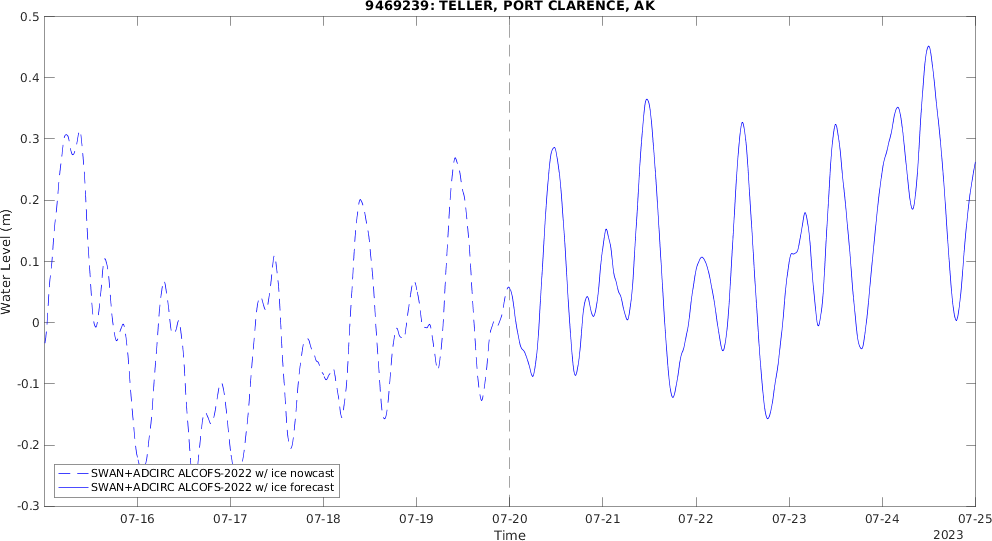 9469239: TELLER, PORT CLARENCE, AK
0.5
0.4
0.3
0.2
0.1
0
-0.1
-0.2
-0.3
Water Level (m)
SWAN+ADCIRC ALCOFS-2022 w/ ice nowcast
SWAN+ADCIRC ALCOFS-2022 w/ ice forecast
07-16 07-17 07-18 07-19 07-20 07-21 07-22 07-23 07-24 07-25
Time
2023